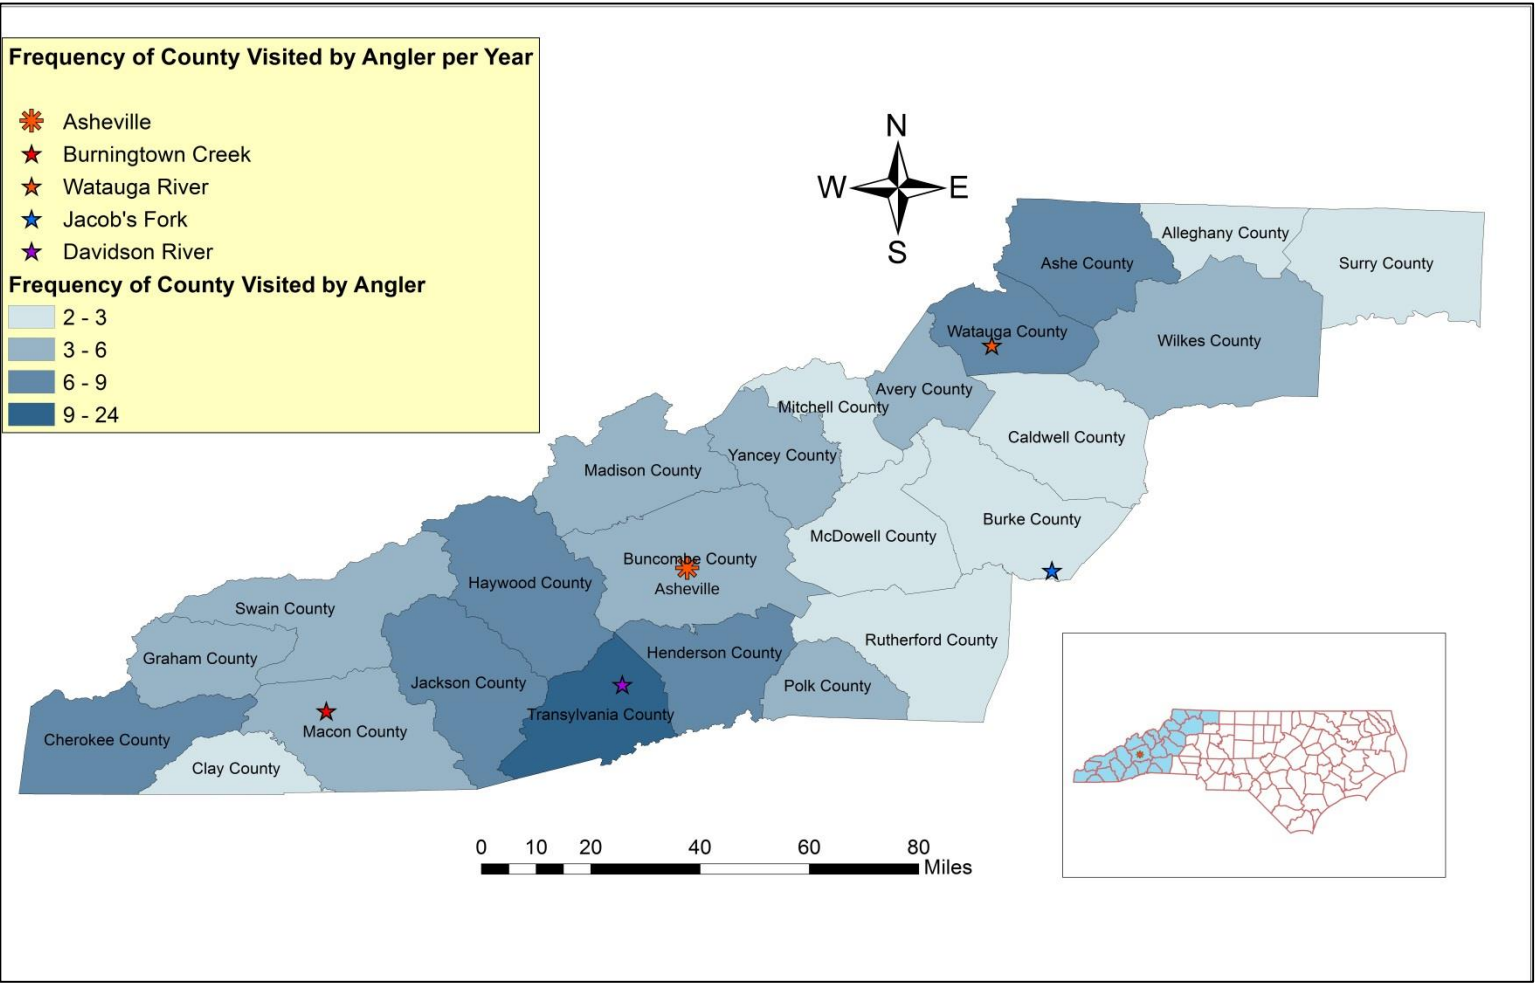 Frequency of County Visited by Angler per Year
Asheville
Burningtown Creek
Watauga River
Jacob's Fork
Davidson River
Frequency of County Visited by Angler
2 - 3
3 - 6
6 - 9
9 - 24
N
W
E
S
Alleghany County
Ashe County
Surry County
Watauga County
Wilkes County
Avery County
Mitchell County
Caldwell County
Yancey County
Madison County
Burke County
McDowell County
Buncombe County
Haywood County
Asheville
Swain County
Rutherford County
Henderson County
Graham County
Jackson County
Polk County
Transylvania County
Macon County
Cherokee County
Clay County
0 10 20 40 60 80
Miles